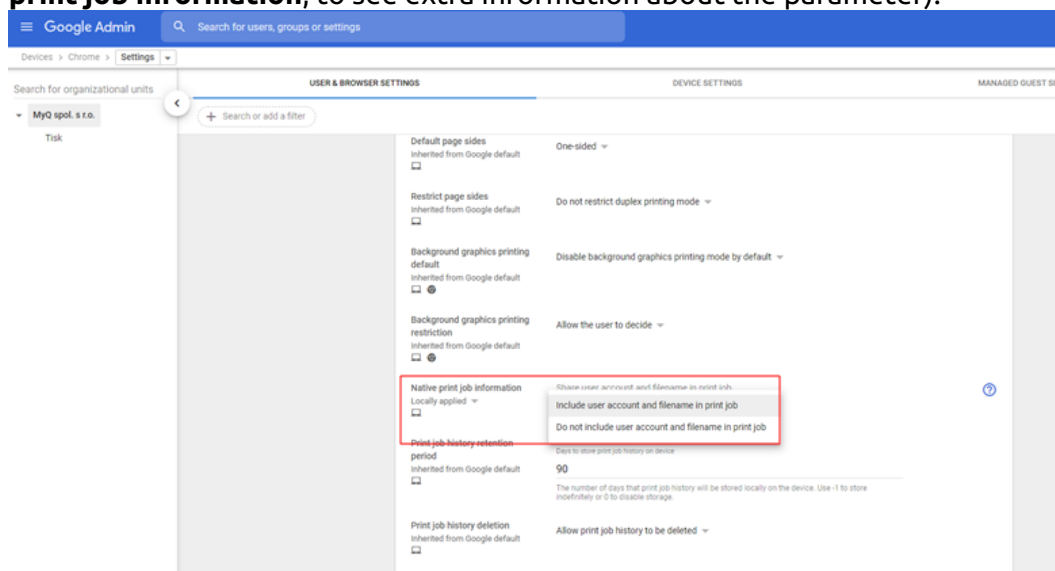 print job information, to see extra information about the parameter).
Google Admin
Search for users, groups or settings
Devices > Chrome > Settings
Search for organizational units
USER & BROWSER SETTINGS
DEVICE SETTINGS
MANAGED GUEST
MyQ spol. s r.o.
+ Search or add a filter
Tisk
Default page sides
Inherited from Google default
One-sided
Restrict page sides
Inherited from Google default
Do not restrict duplex printing mode
Background graphics printing
default
Inherited from Google default
Disable background graphics printing mode by default
Background graphics printing
restriction
Inherited from Google default
Allow the user to decide
Native print job information
Locally applied
Share user account and filename in print job
Include user account and filename in print job
Do not include user account and filename in print job
Print job history retention
period
Inherited from Google default
Days to store print job history on device
90
The number of days that print job history will be stored locally on the device. Use -1 to store
indefinitely or 0 to disable storage.
Print job history deletion
Inherited from Google default
Allow print job history to be deleted